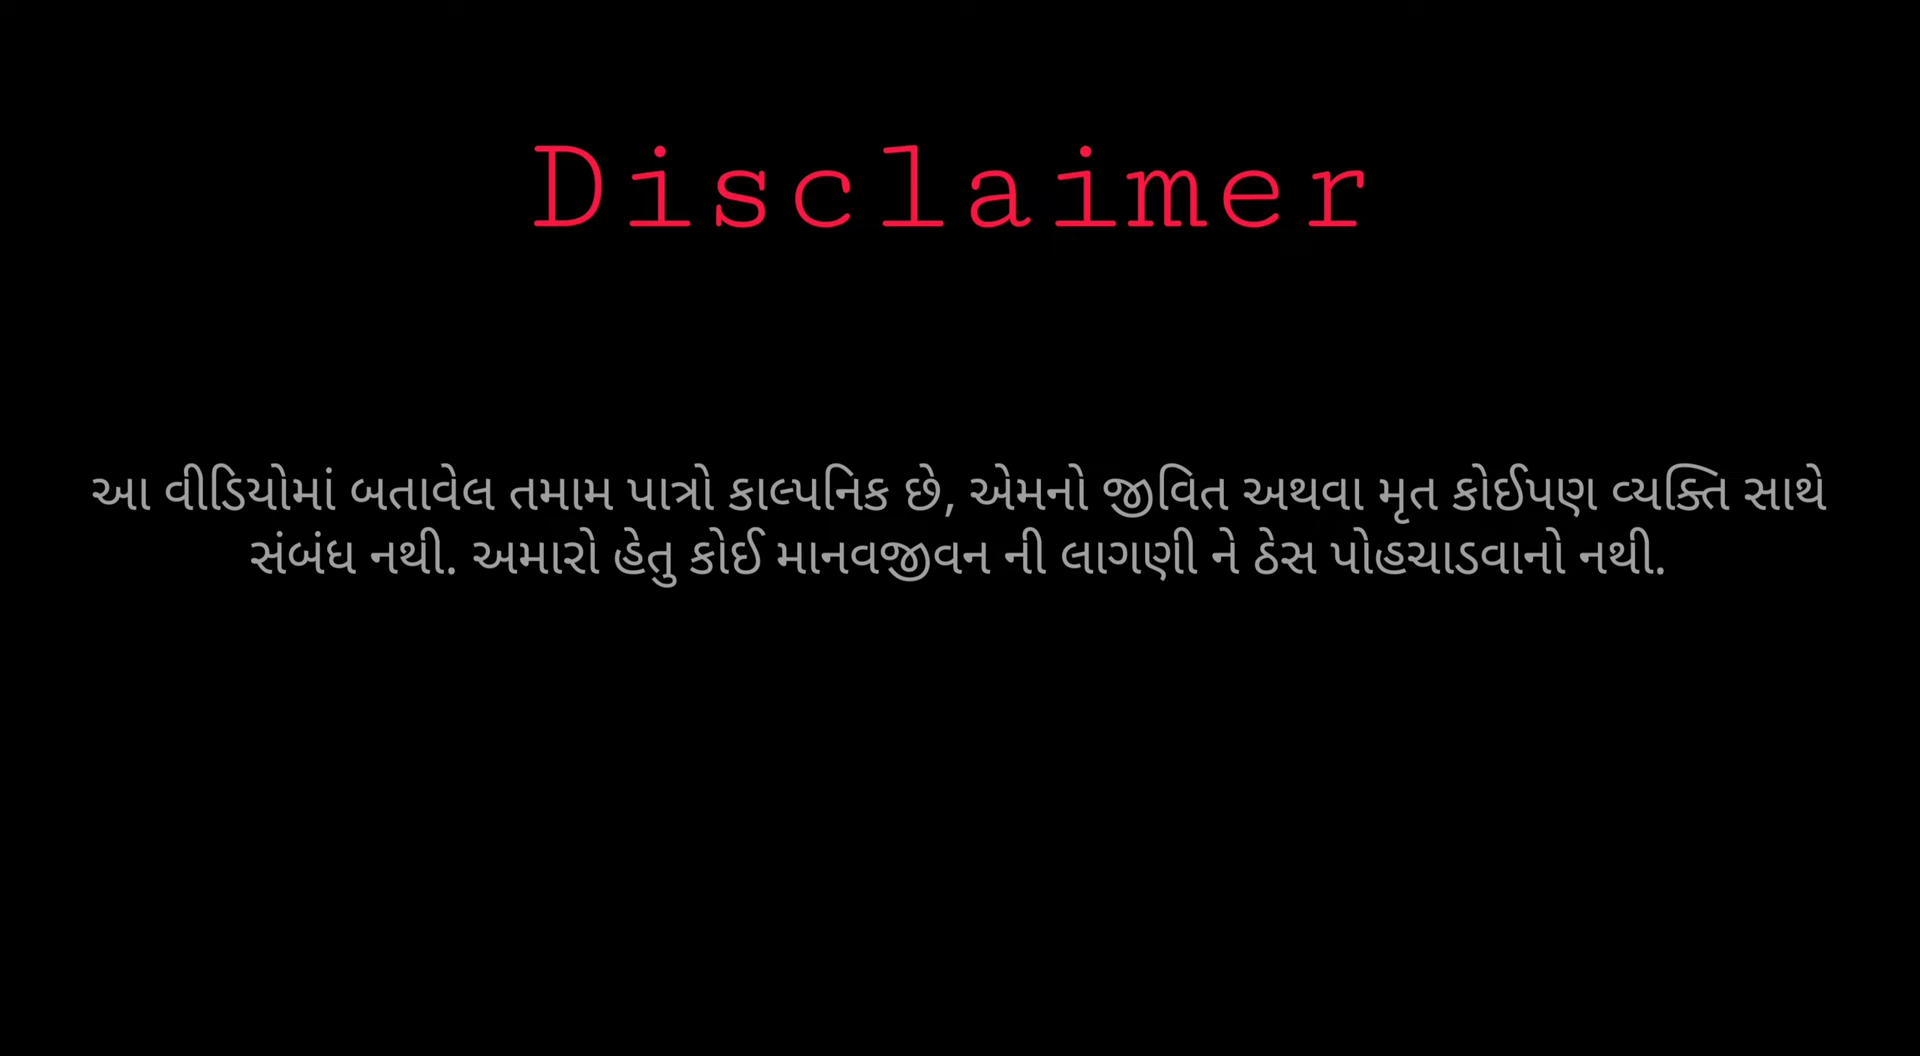 Disclaimer
આ વીડિયોમાં બતાવેલ તમામ પાત્રો કાલ્પનિક છે, એમનો જીવિત અથવા મૃત કોઈપણ વ્યક્તિ સાથે
સંબંધ નથી. અમારો હેતુ કોઈ માનવજીવન ની લાગણી ને ઠેસ પોહચાડવાનો નથી.